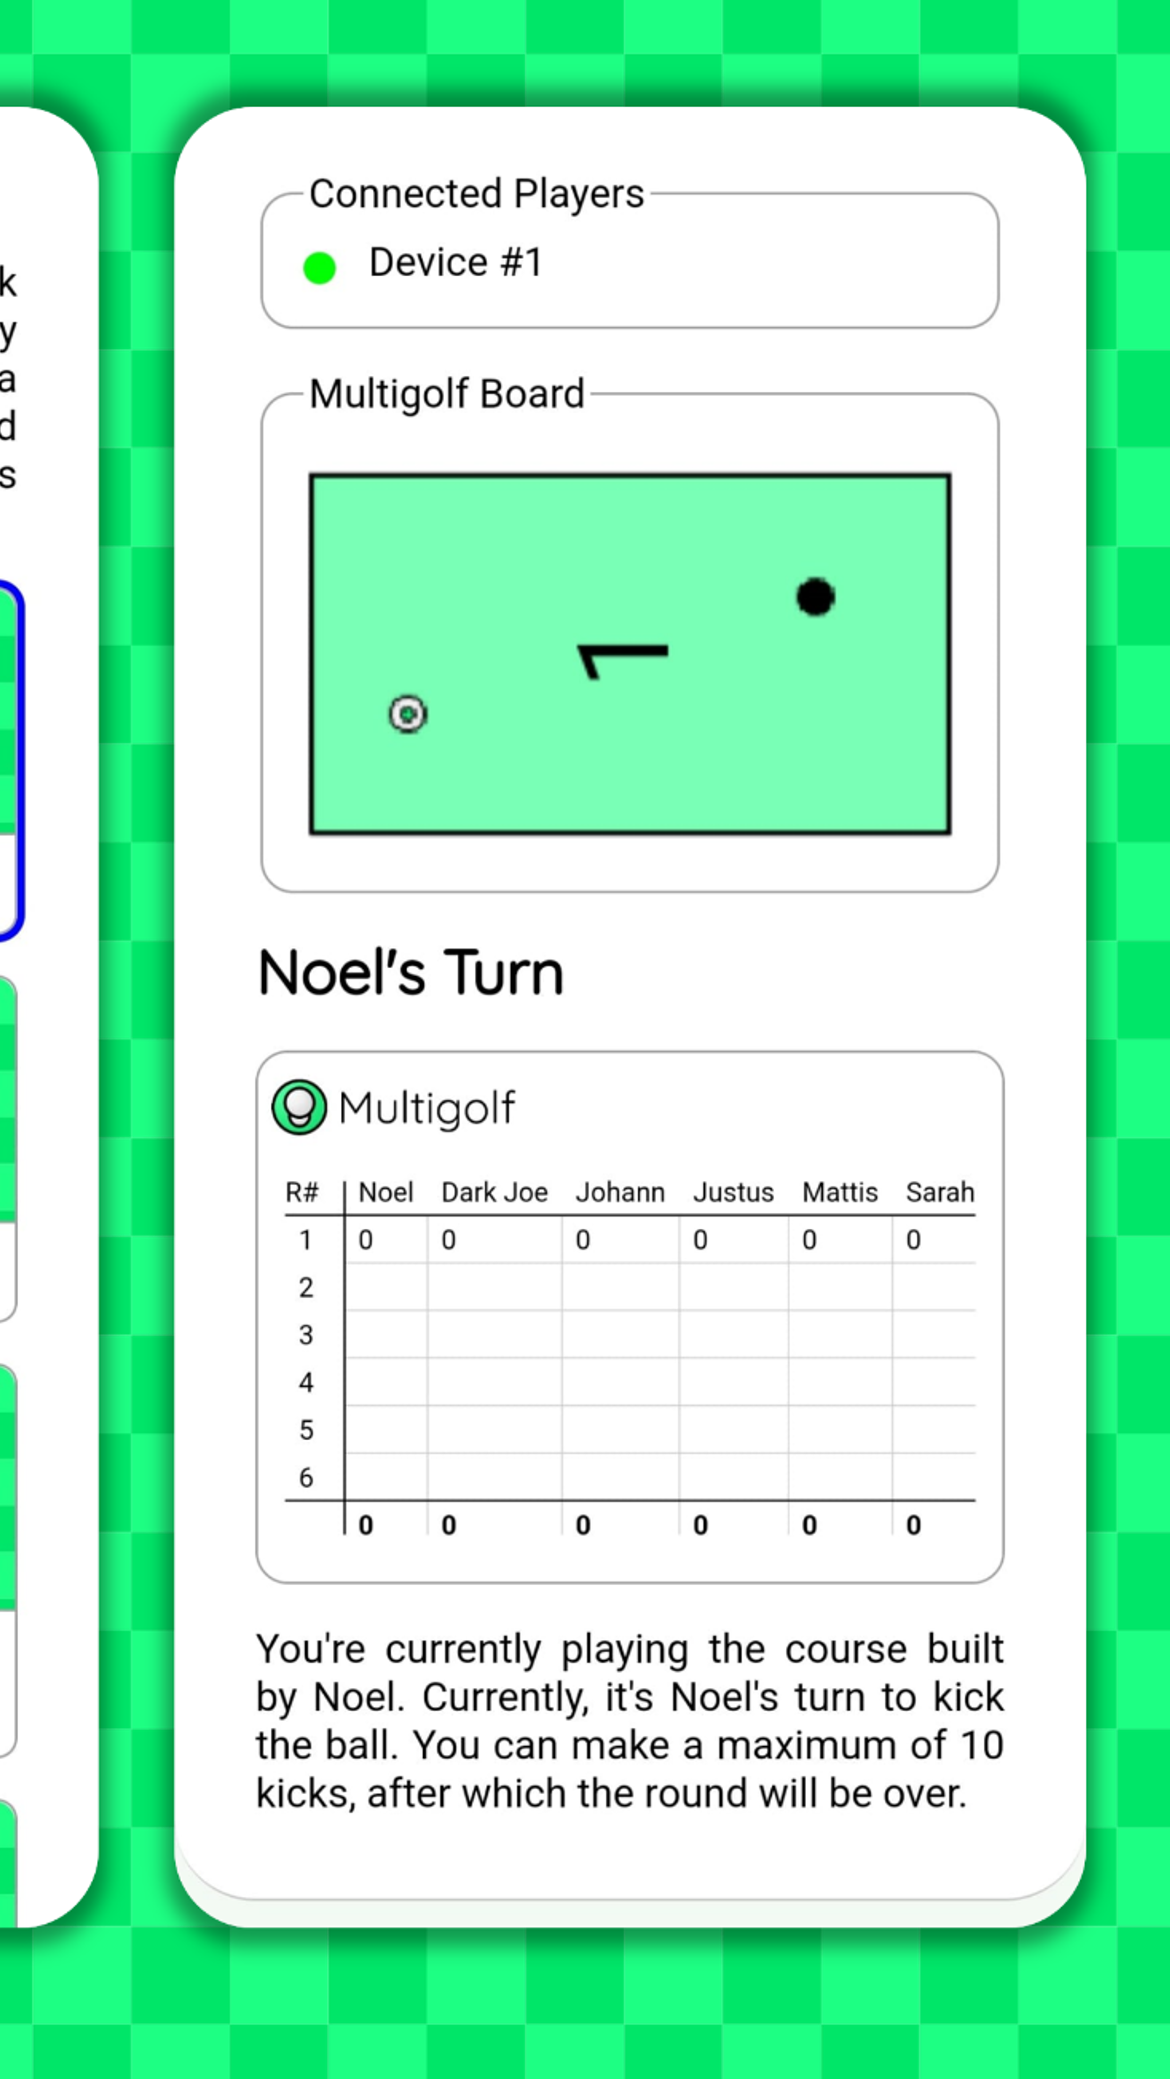 k
y
a
d
s
Connected Players
Device #1
Multigolf Board
1
Noel's Turn
Multigolf
R# Noel Dark Joe Johann Justus Mattis Sarah
1 0 0 0 0 0 0
2
3
4
5
6
0 0 0 0 0 0
You're currently playing the course built
by Noel. Currently, it's Noel's turn to kick
the ball. You can make a maximum of 10
kicks, after which the round will be over.